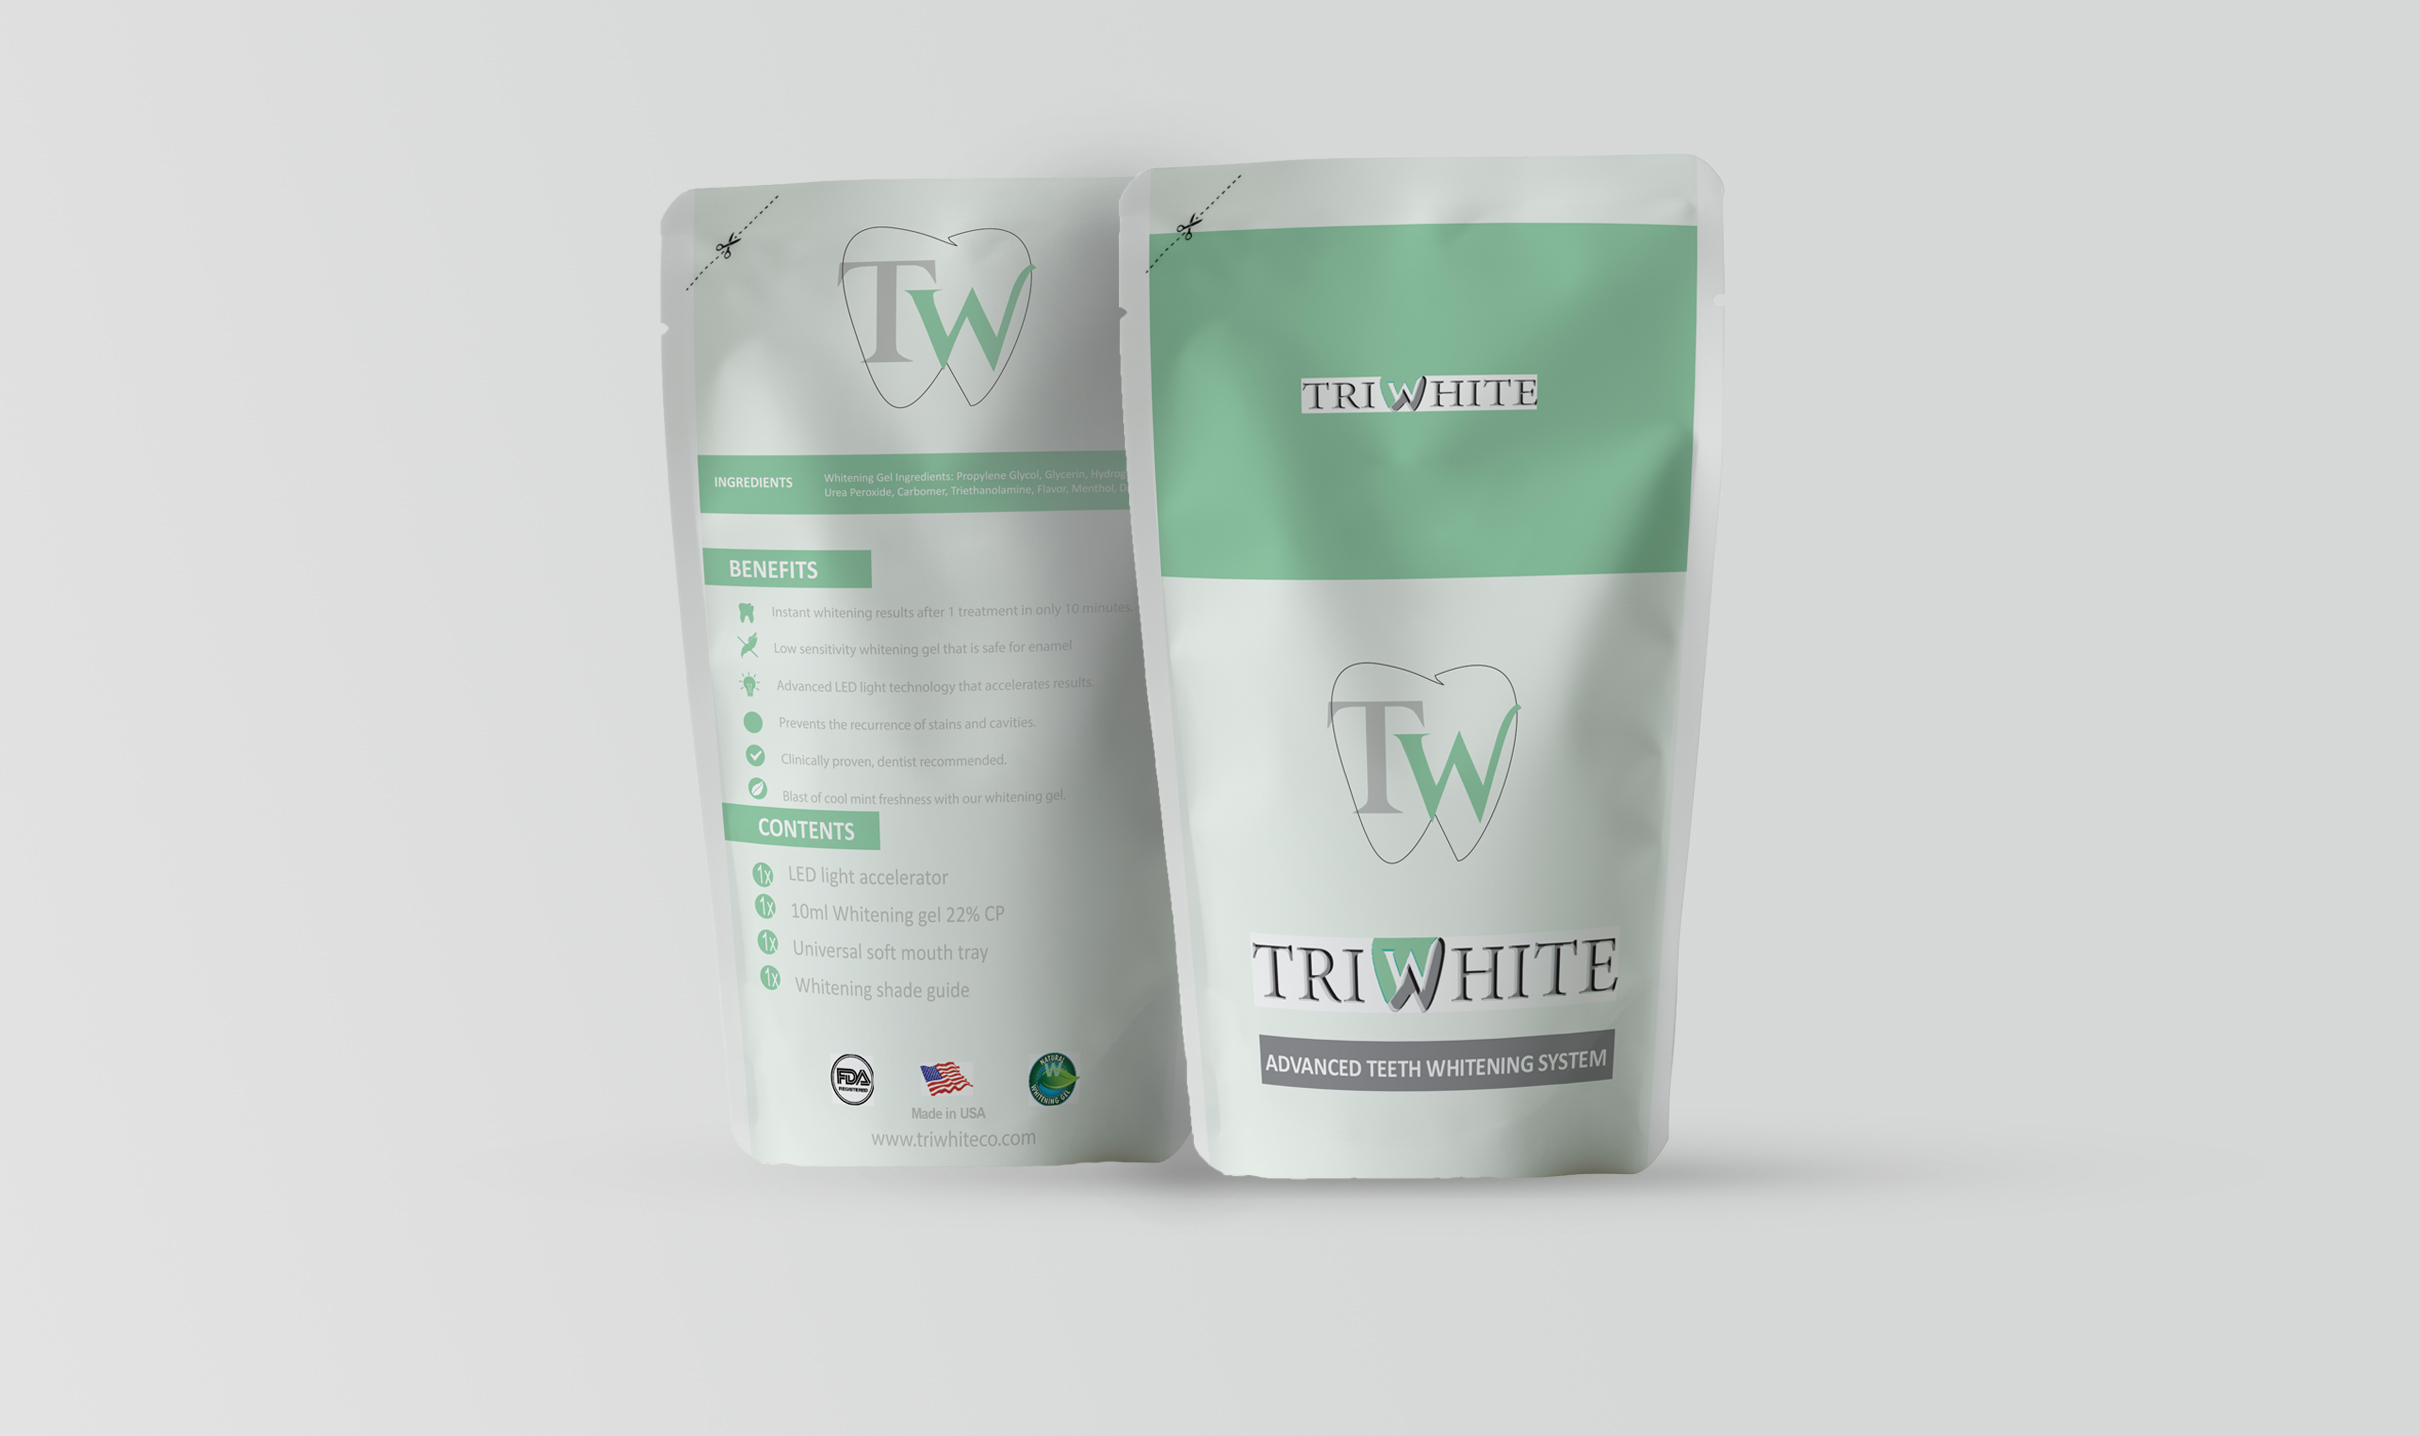 TW
INGREDIENTS
Whitening Gel Ingredients: Propylene Glycol, Glycerin,
Urea Peroxide, Carbomer, Triethanolamine, Flavor, Menthol,
BENEFITS
Instant whitening results after 1 treatment in only 10 minutes.
Low sensitivity whitening gel that is safe for enamel
Advanced LED light technology that accelerates results.
Prevents the recurrence of stains and cavities.
Clinically proven, dentist recommended.
Blast of cool mint freshness with our whitening gel.
CONTENTS
1x LED light accelerator
1x 10ml Whitening gel 22% CP
1x Universal soft mouth tray
1x Whitening shade guide
FDA
REGISTERED
NATURAL
W
WHITENING GEL
Made in USA
www.triwhiteco.com
TRIWHITE
TW
TRIWHITE
ADVANCED TEETH WHITENING SYSTEM